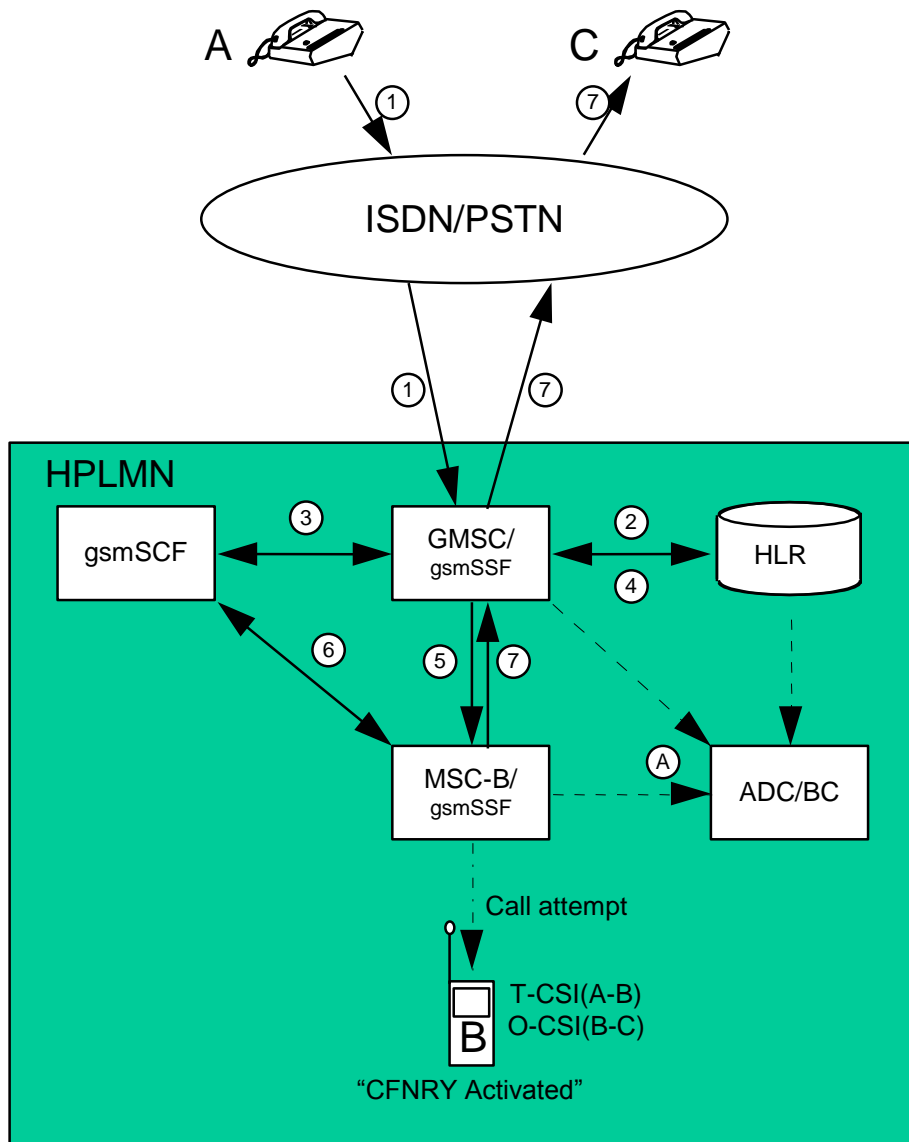 A
C
1
7
ISDN/PSTN
1
7
HPLMN
gsmSCF
3
GMSC/
gsmSSF
2
4
HLR
6
5
7
MSC-B/
gsmSSF
A
ADC/BC
Call attempt
B
T-CSI(A-B)
O-CSI(B-C)
“CFNRY Activated”